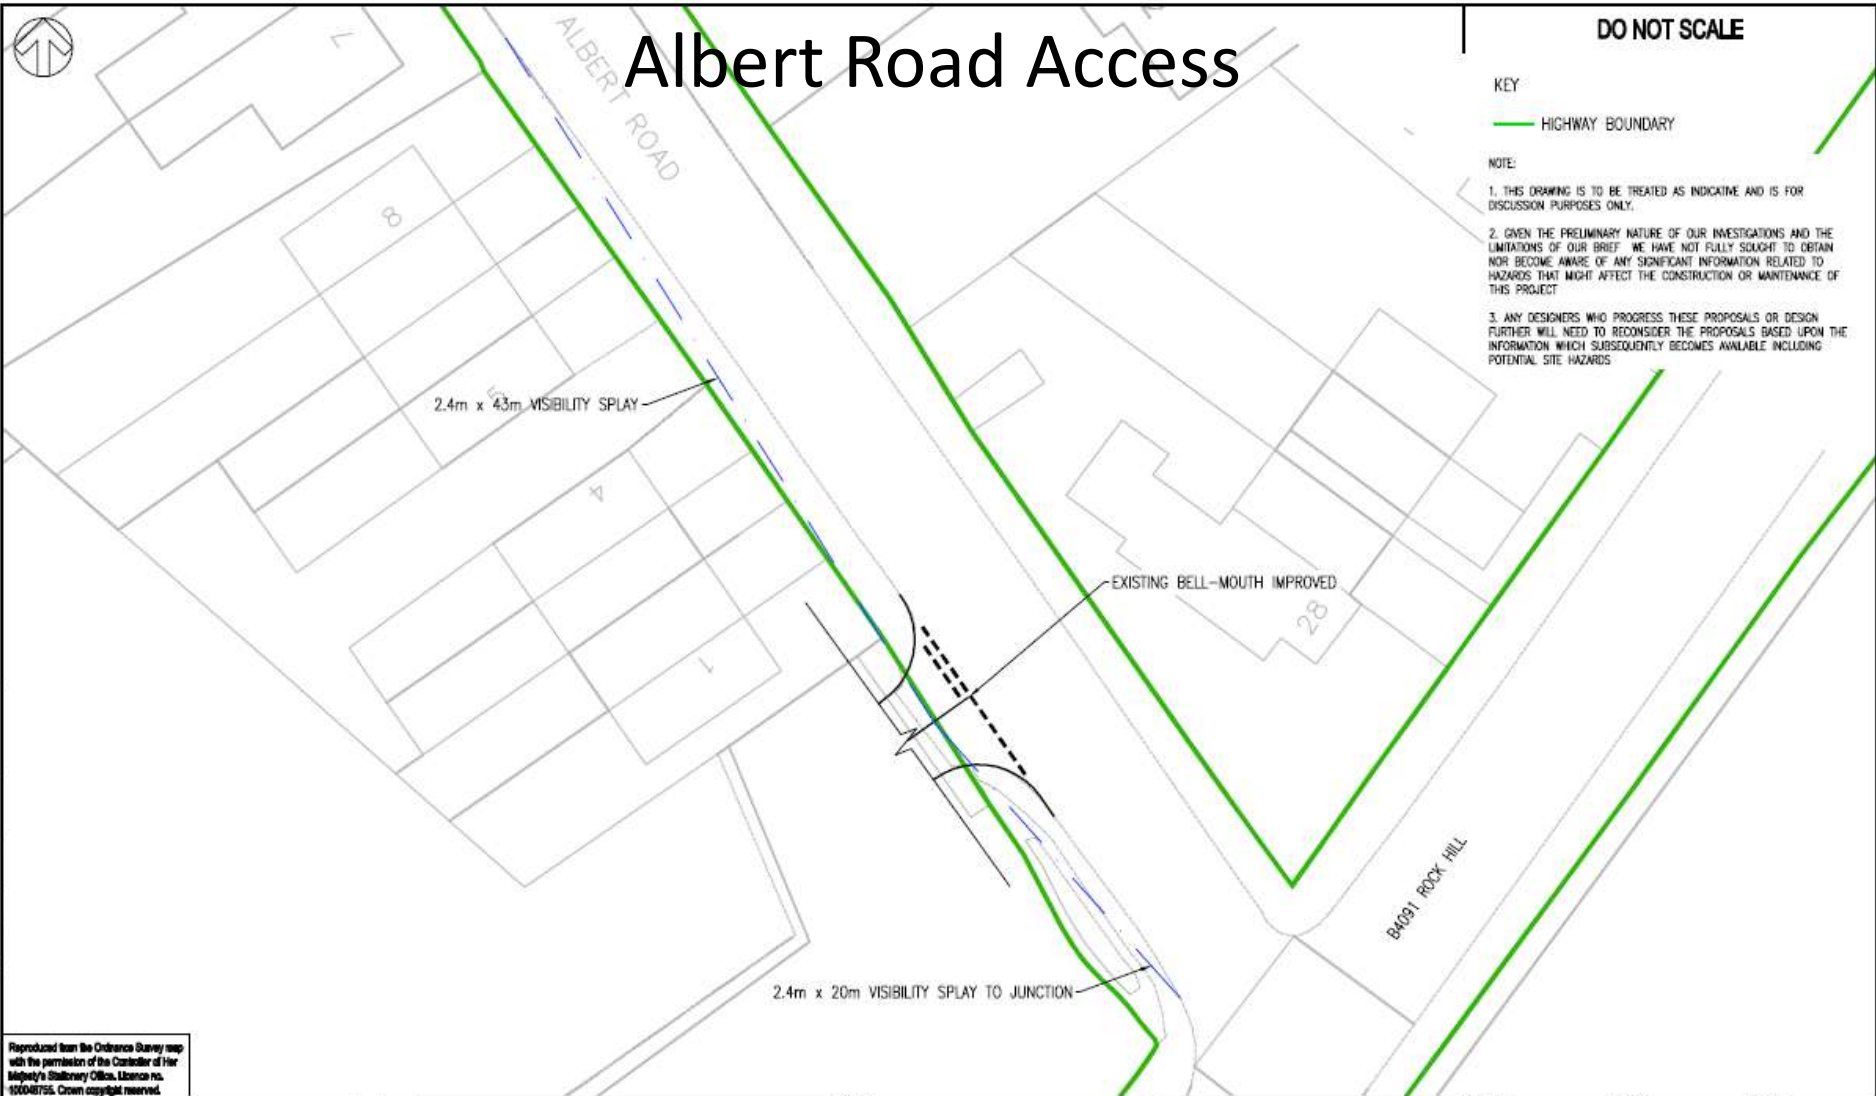 Albert Road Access
DO NOT SCALE
KEY
HIGHWAY BOUNDARY
NOTE:
1. THIS DRAWING IS TO BE TREATED AS INDICATIVE AND IS FOR
DISCUSSION PURPOSES ONLY.
2. GIVEN THE PRELIMINARY NATURE OF OUR INVESTIGATIONS AND THE
LIMITATIONS OF OUR BRIEF WE HAVE NOT FULLY SOUGHT TO OBTAIN
NOR BECOME AWARE OF ANY SIGNIFICANT INFORMATION RELATED TO
HAZARDS THAT MIGHT AFFECT THE CONSTRUCTION OR MAINTENANCE OF
THIS PROJECT
3. ANY DESIGNERS WHO PROGRESS THESE PROPOSALS OR DESIGN
FURTHER WILL NEED TO RECONSIDER THE PROPOSALS BASED UPON THE
INFORMATION WHICH SUBSEQUENTLY BECOMES AVAILABLE INCLUDING
POTENTIAL SITE HAZARDS
ALBERT ROAD
7
8
5
2.4m x 43m VISIBILITY SPLAY
4
EXISTING BELL-MOUTH IMPROVED
28
1
B4091 ROCK HILL
2.4m x 20m VISIBILITY SPLAY TO JUNCTION
Reproduced from the Ordnance Survey map
with the permission of the Controller of Her
Majesty's Stationery Office. Licence no.
100048755. Crown copyright reserved.